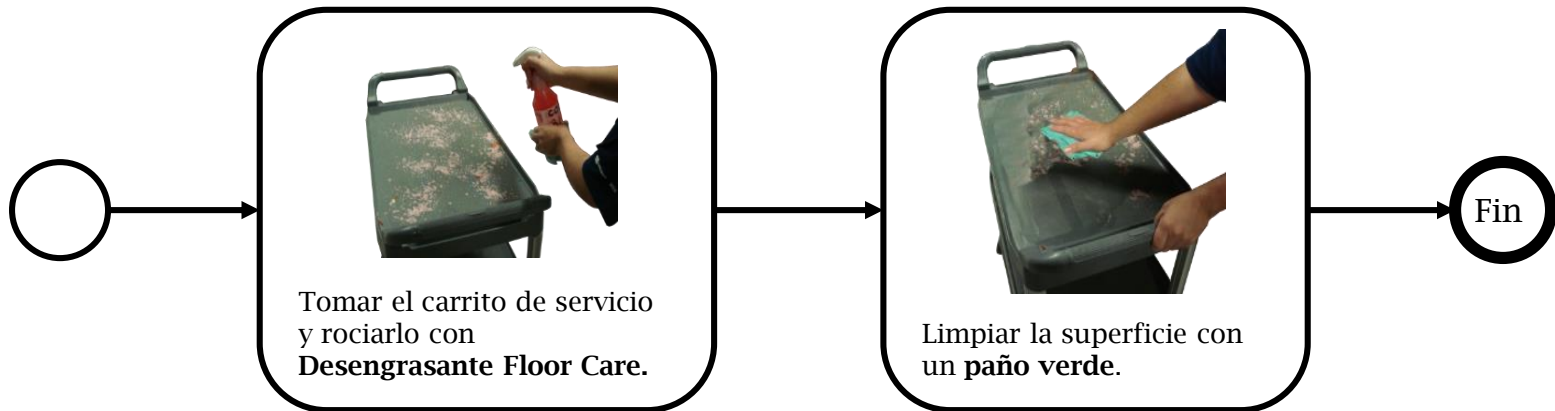 Tomar el carrito de servicio
y rociarlo con
Desengrasante Floor Care.
Limpiar la superficie con
un paño verde.
Fin